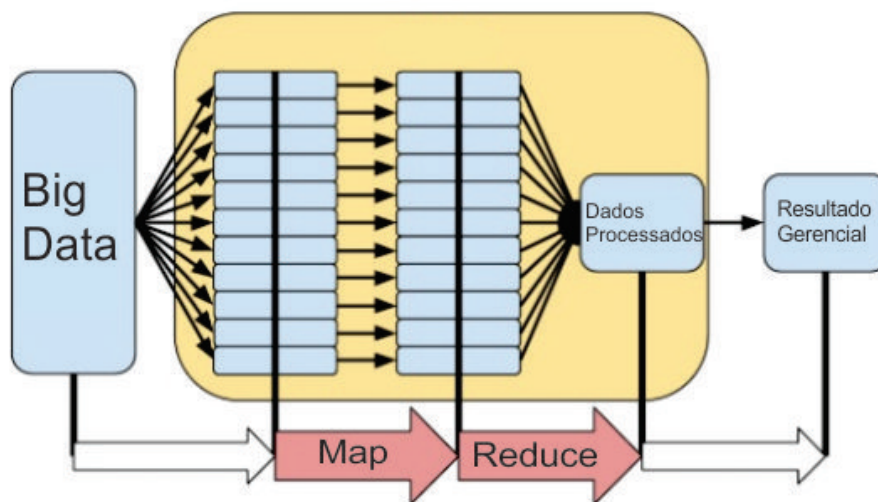 Big
Data
Dados
Processados
Resultado
Gerencial
Map
Reduce